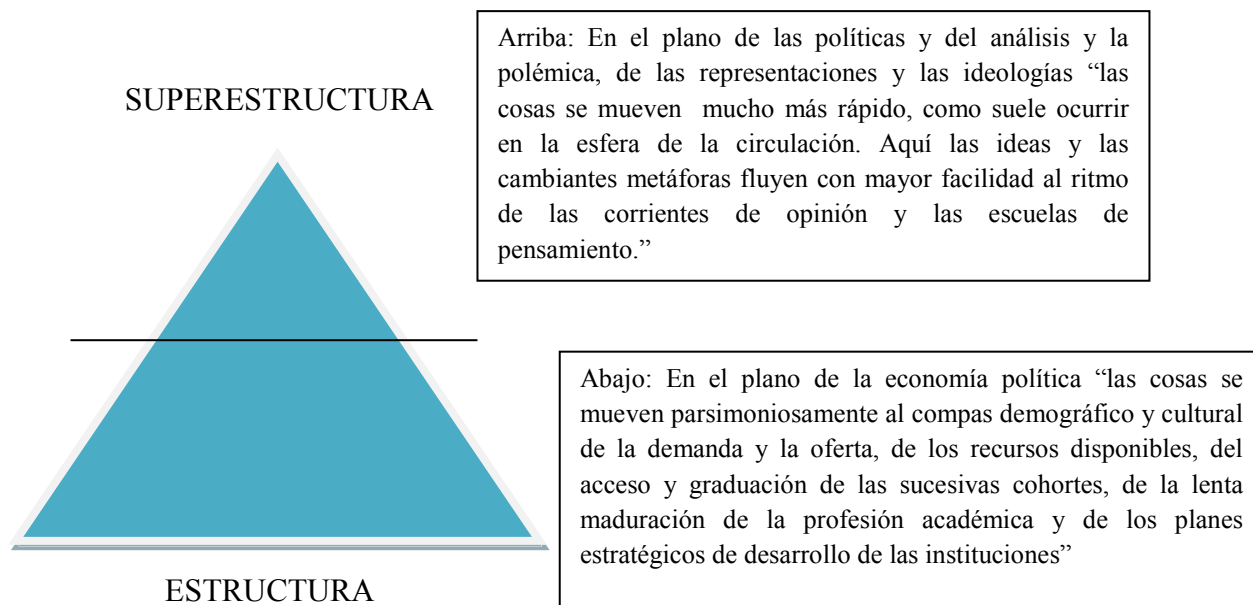 SUPERESTRUCTURA
Arriba: En el plano de las políticas y del análisis y la
polémica, de las representaciones y las ideologías “las
cosas se mueven mucho más rápido, como suele ocurrir
en la esfera de la circulación. Aquí las ideas y las
cambiantes metáforas fluyen con mayor facilidad al ritmo
de las corrientes de opinión y las escuelas de
pensamiento.”
Abajo: En el plano de la economía política “las cosas se
mueven parsimoniosamente al compas demográfico y cultural
de la demanda y la oferta, de los recursos disponibles, del
acceso y graduación de las sucesivas cohortes, de la lenta
maduración de la profesión académica y de los planes
estratégicos de desarrollo de las instituciones”
ESTRUCTURA